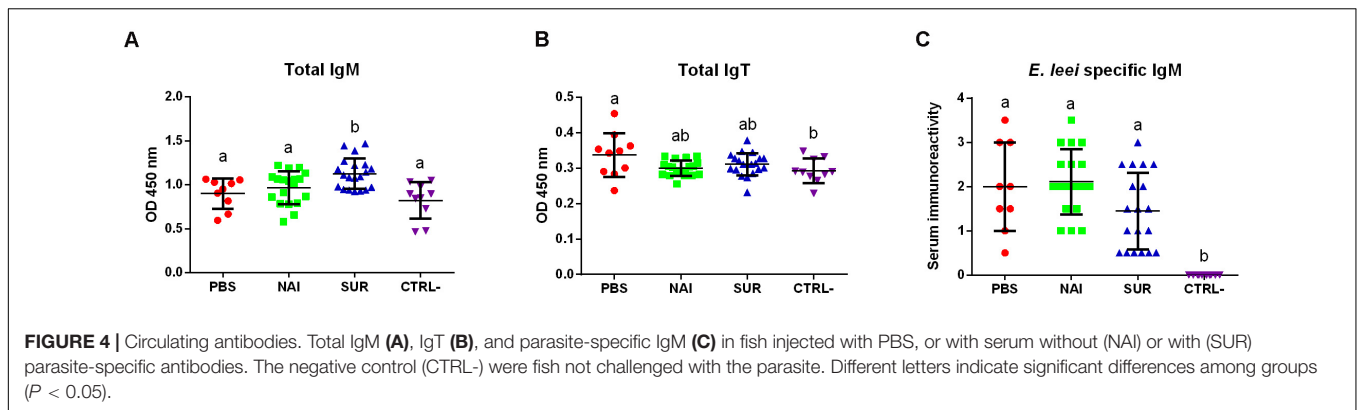 A
Total IgM
OD 450 nm
2.0
1.5
1.0
0.5
0.0
a
a
b
a
PBS
NAI
SUR
CTRL-
B
Total IgT
OD 450 nm
0.5
0.4
0.3
0.2
0.1
0.0
a
ab
ab
b
PBS
NAI
SUR
CTRL-
C
E. leei specific IgM
Serum immunoreactivity
4
3
2
1
0
a
a
a
b
PBS
NAI
SUR
CTRL-
FIGURE 4 | Circulating antibodies. Total IgM (A), IgT (B), and parasite-specific IgM (C) in fish injected with PBS, or with serum without (NAI) or with (SUR)
parasite-specific antibodies. The negative control (CTRL-) were fish not challenged with the parasite. Different letters indicate significant differences among groups
(P < 0.05).